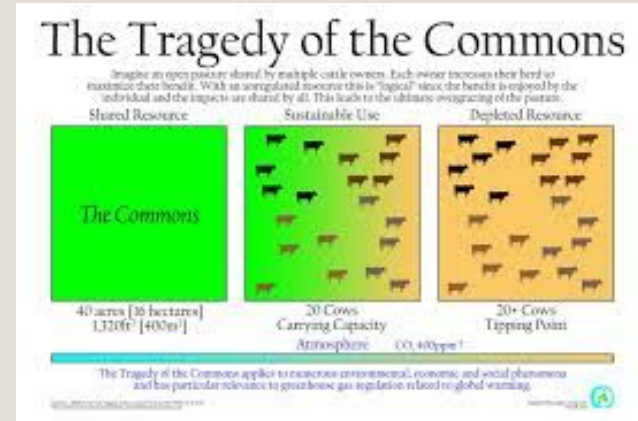 The Tragedy of the Commons
Imagine an open pasture shared by multiple cattle owners. Each owner increases their herd to
maximize their benefit. With an unregulated resource this is "logical" since the benefit is enjoyed by the
individual and the impacts are shared by all. This leads to the ultimate overgrazing of the pasture.
Shared Resource
Sustainable Use
Depleted Resource
The Commons
40 acres [16 hectares]
1,320ft² [400m²]
20 Cows
Carrying Capacity
20+ Cows
Tipping Point
Atmosphere
CO₂ 400ppm ↑
The Tragedy of the Commons applies to numerous environmental, economic and social phenomena
and has particular relevance to greenhouse gas regulation related to global warming.